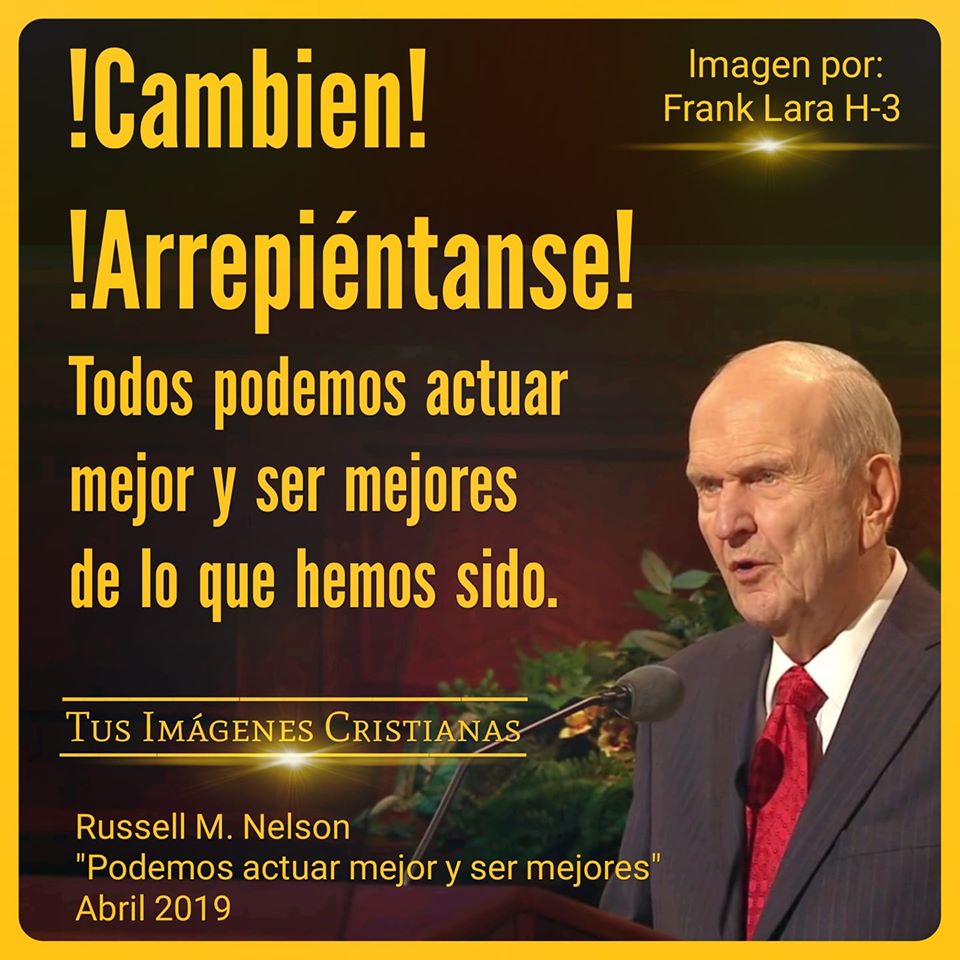 !Cambien!
Imagen por:
Frank Lara H-3
!Arrepiéntanse!
Todos podemos actuar
mejor y ser mejores
de lo que hemos sido.
Tus Imágenes Cristianas
Russell M. Nelson
"Podemos actuar mejor y ser mejores"
Abril 2019